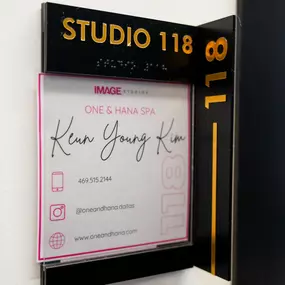 STUDIO 118
118
IMAGE STUDIOS
ONE & HANA SPA
Keun Young Kim
469.515.2144
@oneandhana.dallas
www.oneandhana.com
118